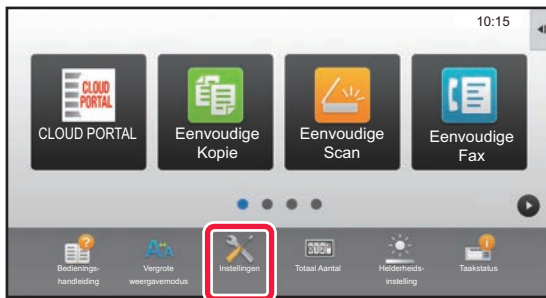 10:15
CLOUD
PORTAL
CLOUD PORTAL
Eenvoudige
Kopie
Eenvoudige
Scan
Eenvoudige
Fax
Bedienings-
handleiding
Vergrote
weergavemodus
Instellingen
Totaal Aantal
Helderheids-
instelling
Taakstatus